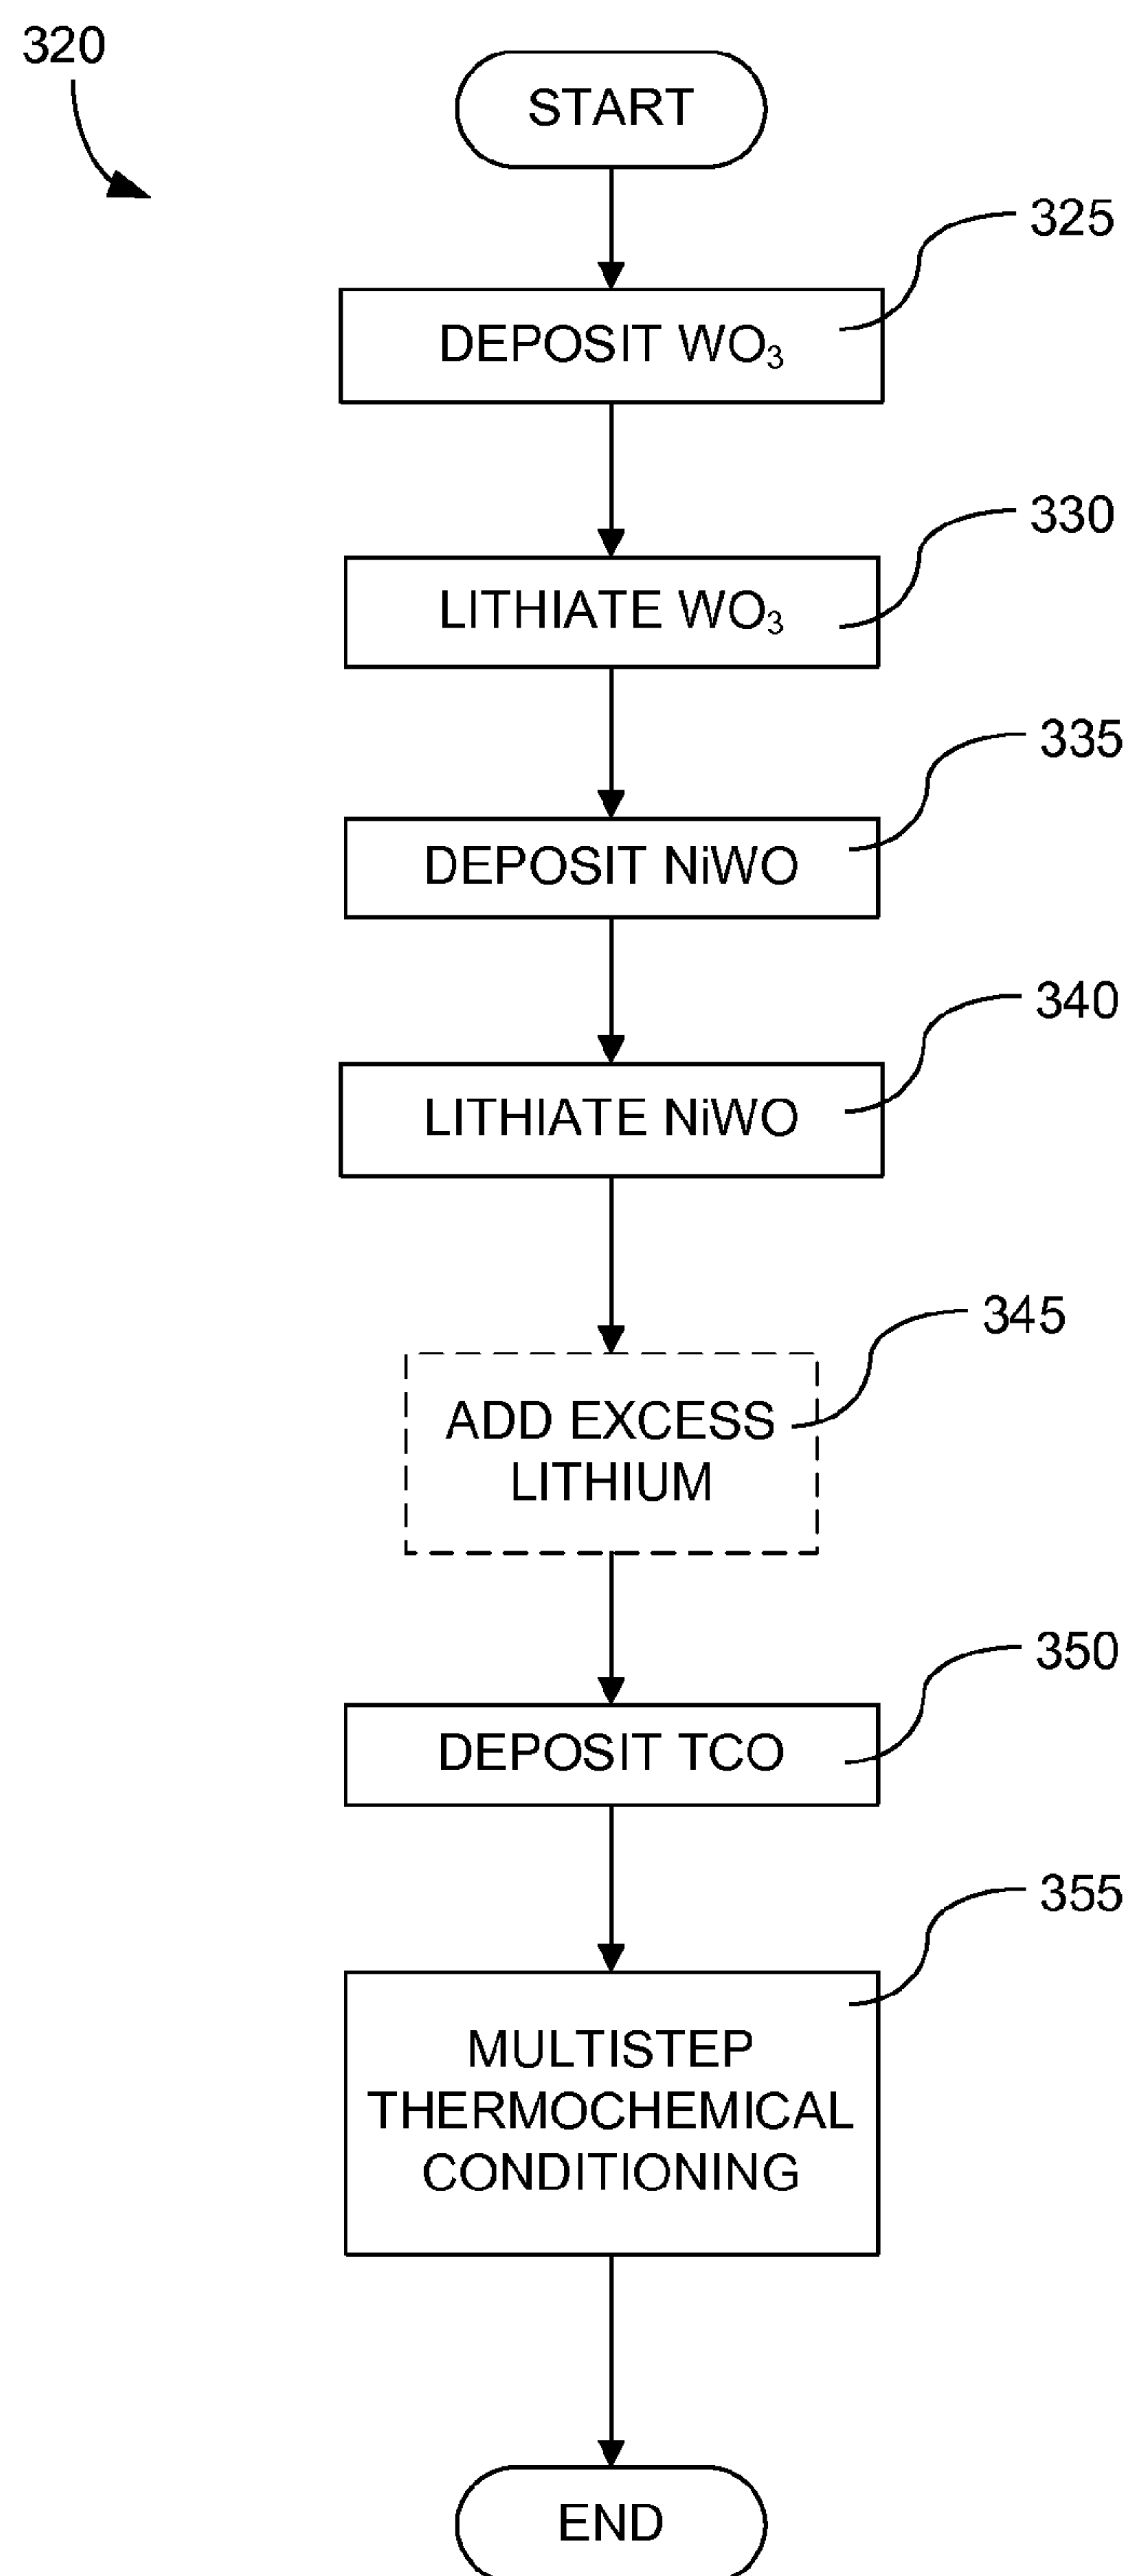 320
START
325
DEPOSIT WO₃
330
LITHIATE WO₃
335
DEPOSIT NiWO
340
LITHIATE NiWO
345
ADD EXCESS
LITHIUM
350
DEPOSIT TCO
355
MULTISTEP
THERMOCHEMICAL
CONDITIONING
END